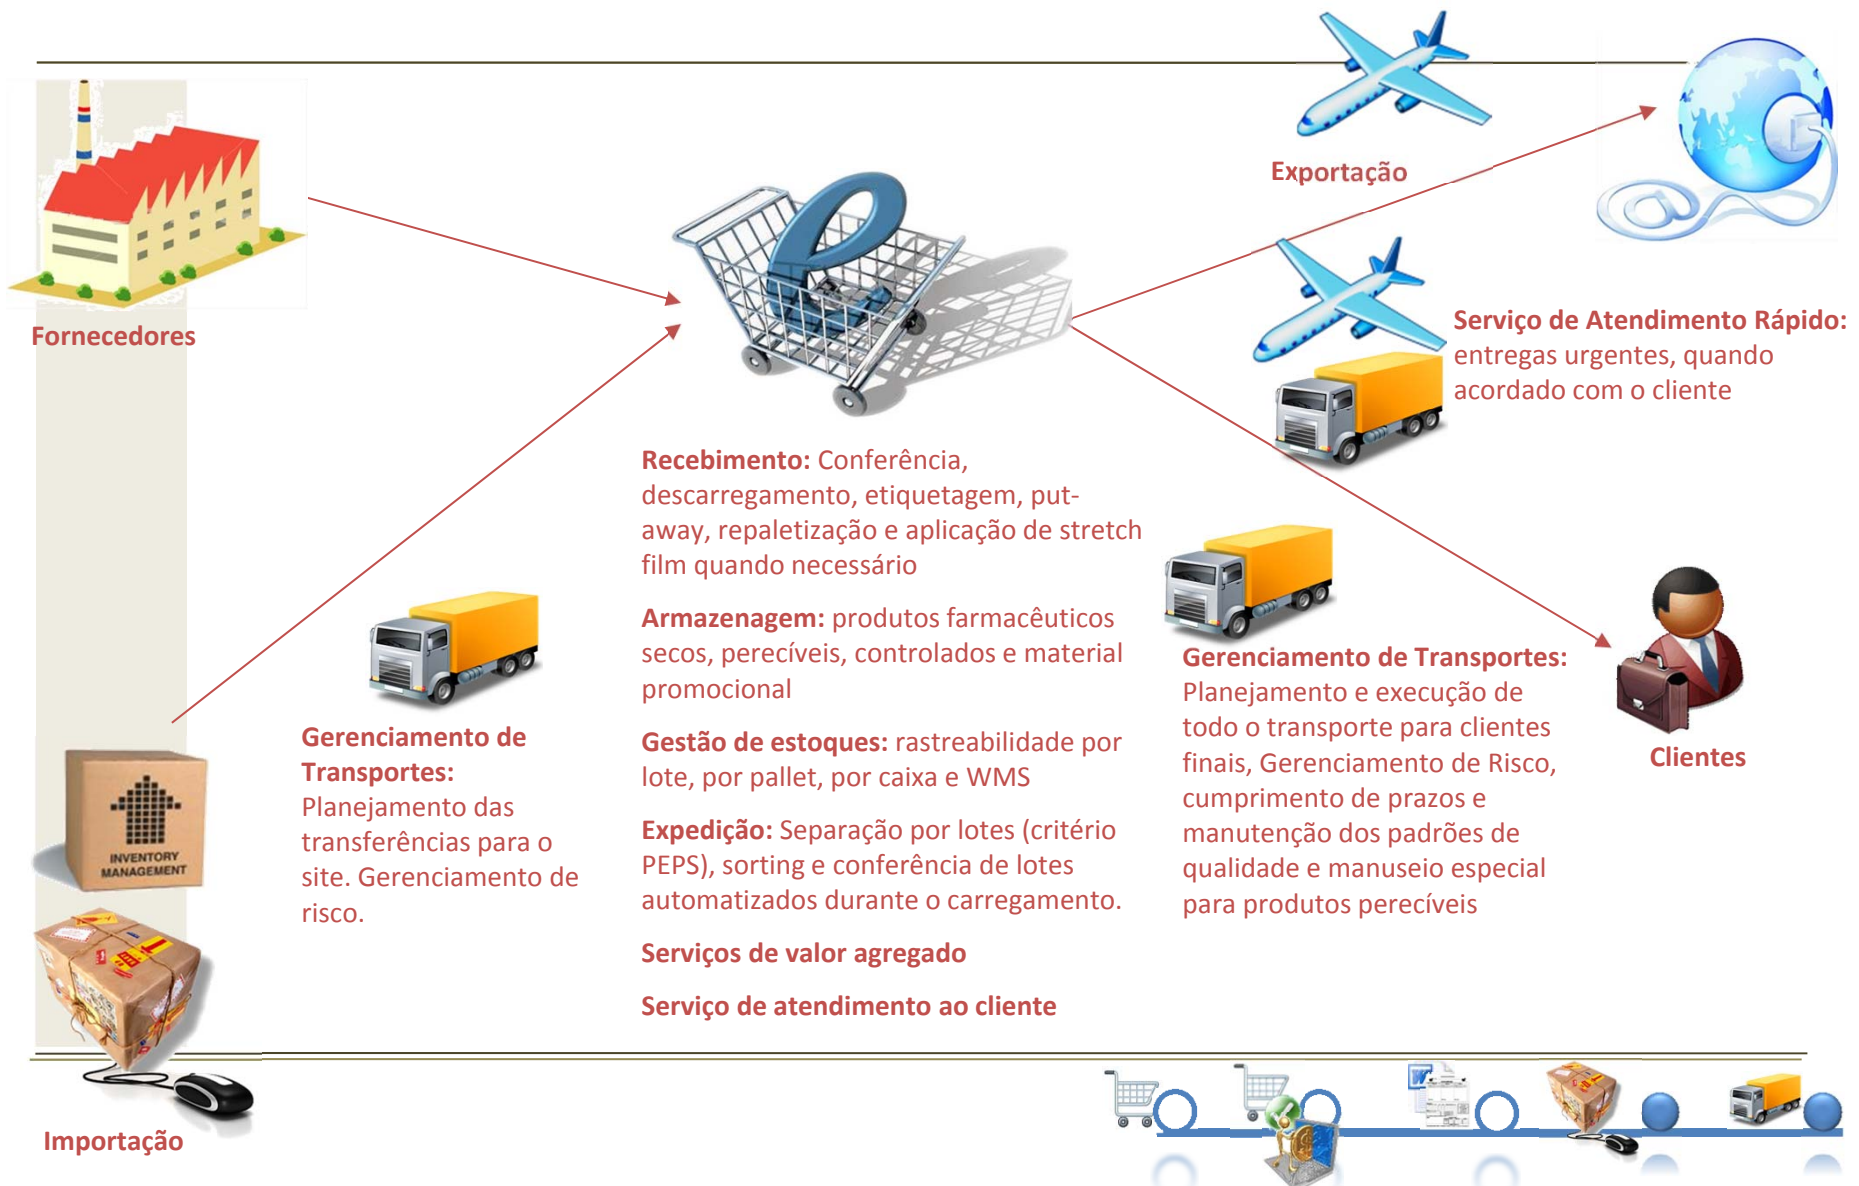 Exportação
Fornecedores
Serviço de Atendimento Rápido:
entregas urgentes, quando
acordado com o cliente
Recebimento: Conferência,
descarregamento, etiquetagem, put-
away, repaletização e aplicação de stretch
film quando necessário
Armazenagem: produtos farmacêuticos
secos, perecíveis, controlados e material
promocional
Gestão de estoques: rastreabilidade por
lote, por pallet, por caixa e WMS
Expedição: Separação por lotes (critério
PEPS), sorting e conferência de lotes
automatizados durante o carregamento.
Serviços de valor agregado
Serviço de atendimento ao cliente
Gerenciamento de
Transportes:
Planejamento das
transferências para o
site. Gerenciamento de
risco.
Gerenciamento de Transportes:
Planejamento e execução de
todo o transporte para clientes
finais, Gerenciamento de Risco,
cumprimento de prazos e
manutenção dos padrões de
qualidade e manuseio especial
para produtos perecíveis
Clientes
INVENTORY
MANAGEMENT
Importação